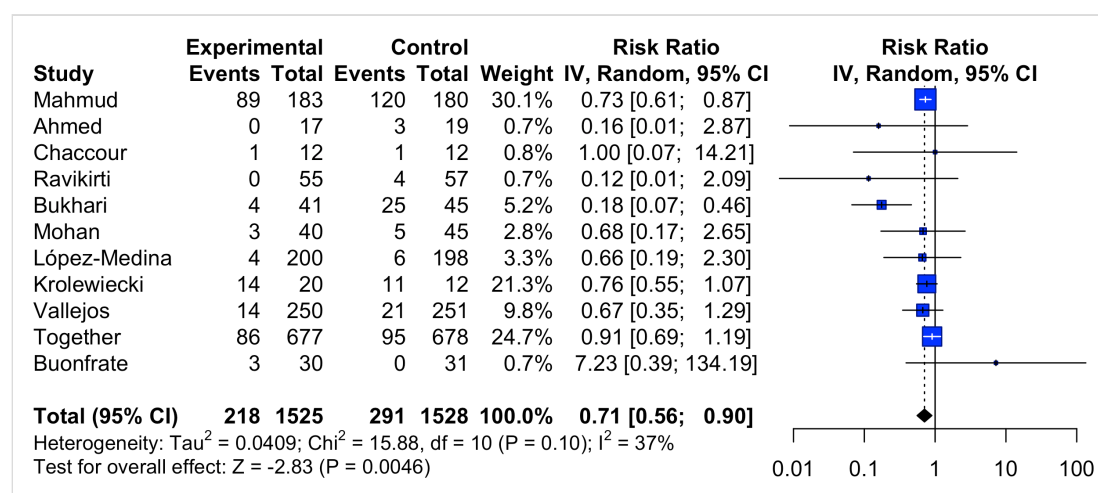 Experimental Control Risk Ratio Risk Ratio
Study Events Total Events Total Weight IV, Random, 95% CI IV, Random, 95% CI
Mahmud 89 183 120 180 30.1% 0.73 [0.61; 0.87]
Ahmed 0 17 3 19 0.7% 0.16 [0.01; 2.87]
Chaccour 1 12 1 12 0.8% 1.00 [0.07; 14.21]
Ravikirti 0 55 4 57 0.7% 0.12 [0.01; 2.09]
Bukhari 4 41 25 45 5.2% 0.18 [0.07; 0.46]
Mohan 3 40 5 45 2.8% 0.68 [0.17; 2.65]
López-Medina 4 200 6 198 3.3% 0.66 [0.19; 2.30]
Krolewiecki 14 20 11 12 21.3% 0.76 [0.55; 1.07]
Vallejos 14 250 21 251 9.8% 0.67 [0.35; 1.29]
Together 86 677 95 678 24.7% 0.91 [0.69; 1.19]
Buonfrate 3 30 0 31 0.7% 7.23 [0.39; 134.19]
Total (95% CI) 218 1525 291 1528 100.0% 0.71 [0.56; 0.90]
Heterogeneity: Tau² = 0.0409; Chi² = 15.88, df = 10 (P = 0.10); I² = 37%
Test for overall effect: Z = -2.83 (P = 0.0046)
0.01 0.1 1 10 100